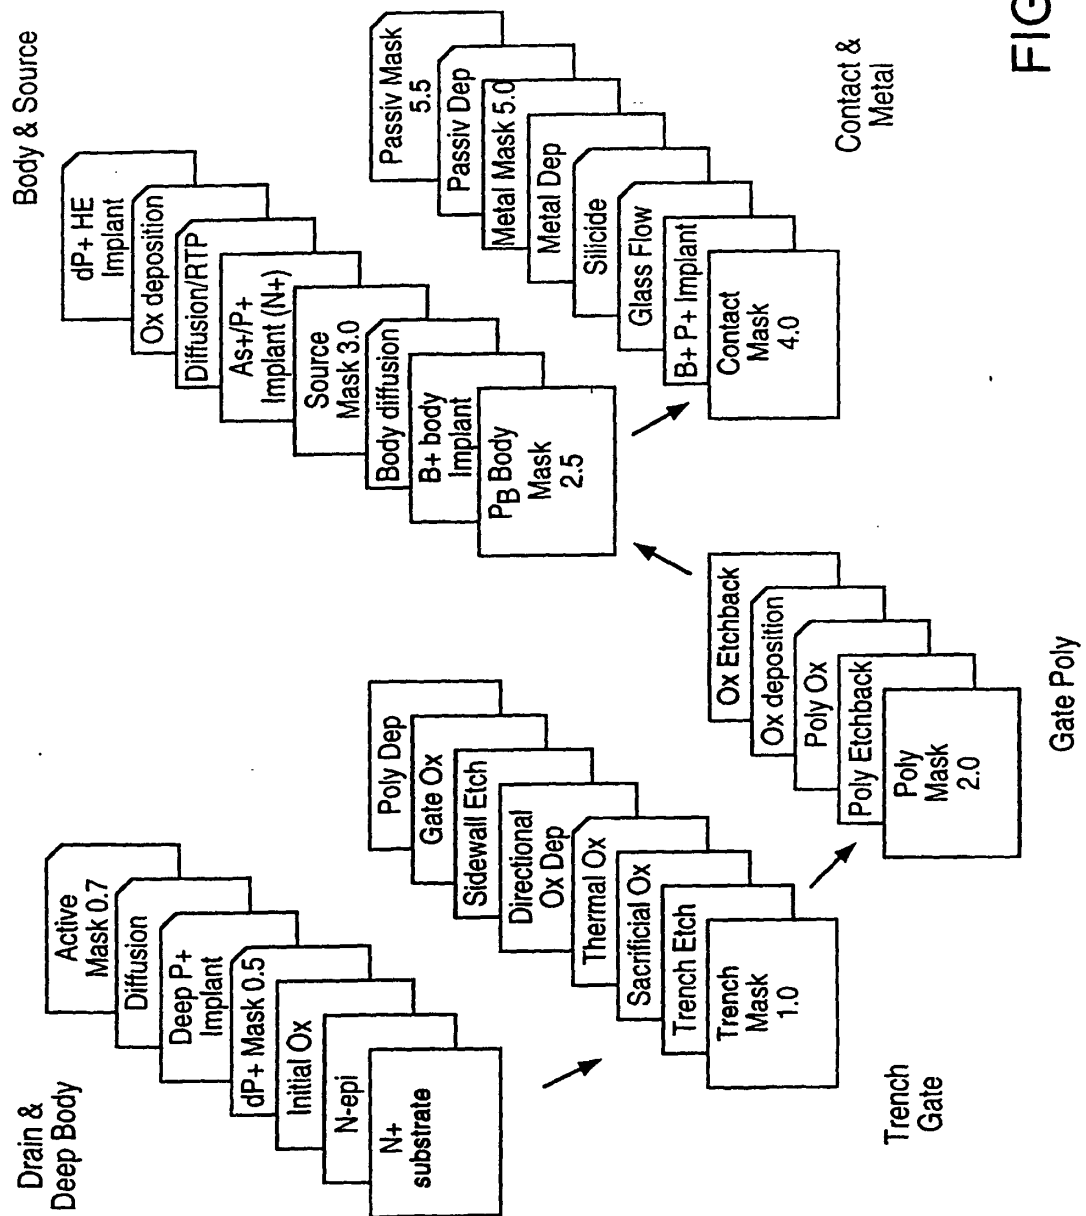 Drain &
Deep Body
Active
Mask 0.7
Diffusion
Deep P+
Implant
dP+ Mask 0.5
Initial Ox
N-epi
N+
substrate
Trench
Gate
Poly Dep
Gate Ox
Sidewall Etch
Directional
Ox Dep
Thermal Ox
Sacrificial Ox
Trench Etch
Trench
Mask
1.0
Gate Poly
Ox Etchback
Ox deposition
Poly Ox
Poly Etchback
Poly
Mask
2.0
Body & Source
dP+ HE
Implant
Ox deposition
Diffusion/RTP
As+/P+
Implant (N+)
Source
Mask 3.0
Body diffusion
B+ body
Implant
PB Body
Mask
2.5
Contact &
Metal
Passiv Mask
5.5
Passiv Dep
Metal Mask 5.0
Metal Dep
Silicide
Glass Flow
B+ P+ Implant
Contact
Mask
4.0
FIG